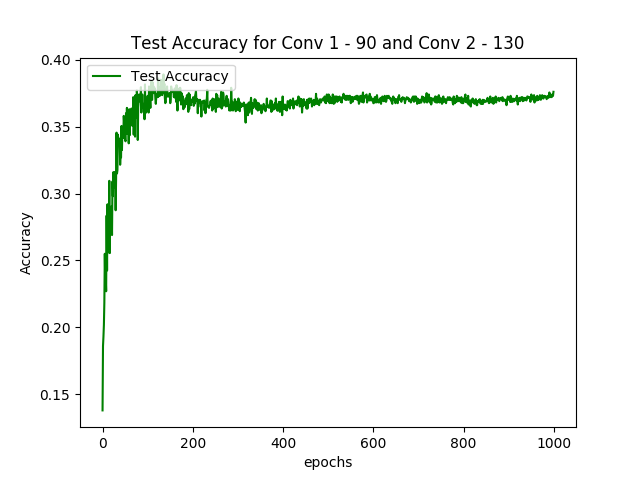 Test Accuracy for Conv 1 - 90 and Conv 2 - 130
Test Accuracy
0.40
0.35
0.30
0.25
0.20
0.15
Accuracy
0 200 400 600 800 1000
epochs